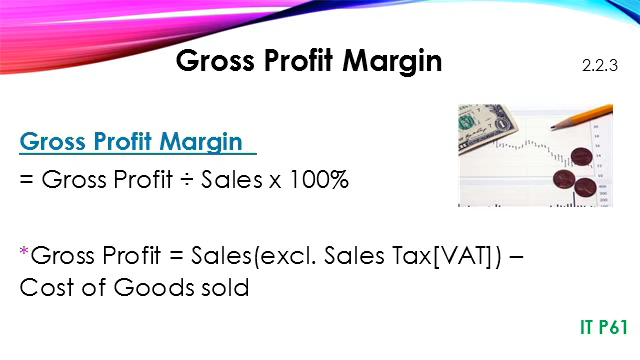 Gross Profit Margin
2.2.3
Gross Profit Margin
= Gross Profit ÷ Sales x 100%
*Gross Profit = Sales(excl. Sales Tax[VAT]) –
Cost of Goods sold
IT P61